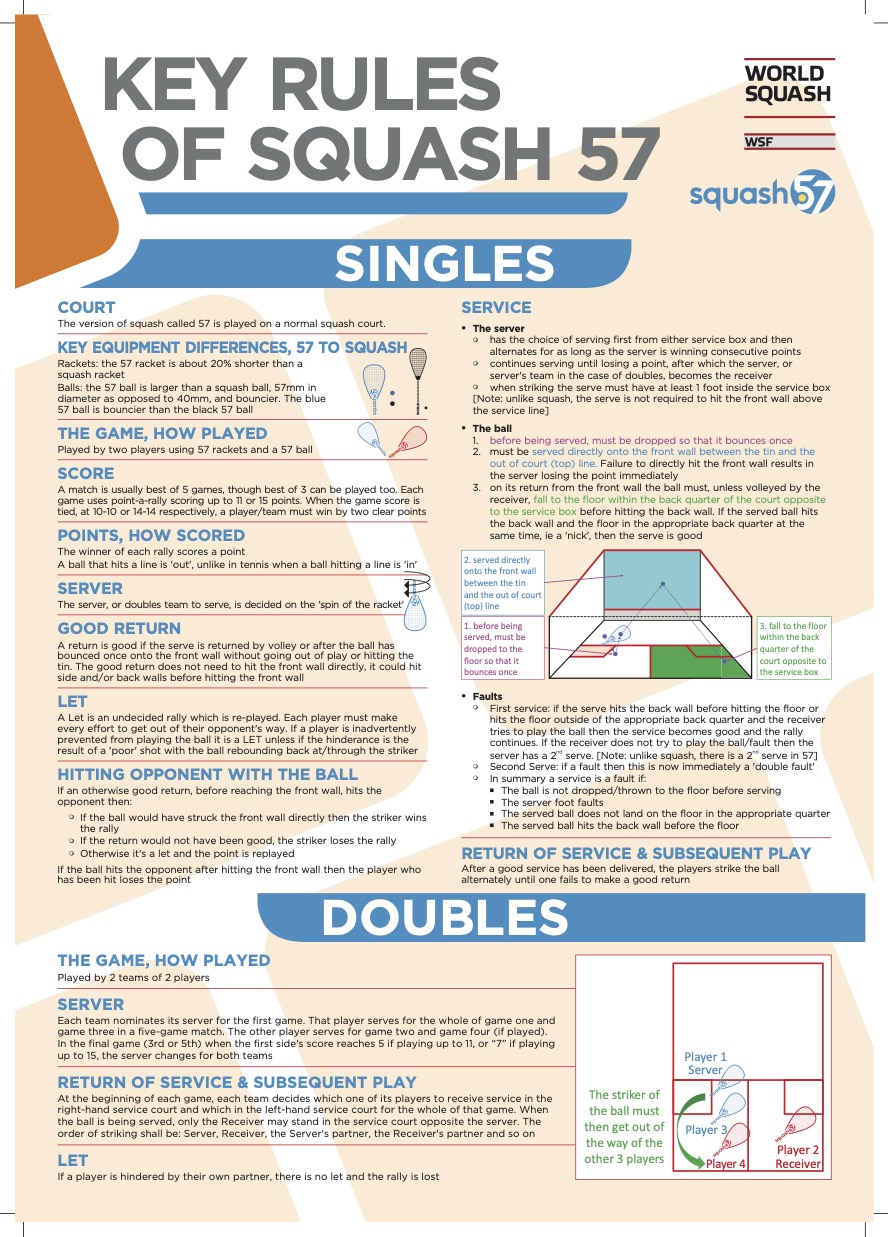 KEY RULES
OF SQUASH 57
WORLD
SQUASH
WSF
squash57
SINGLES
COURT
The version of squash called 57 is played on a normal squash court.
KEY EQUIPMENT DIFFERENCES, 57 TO SQUASH
Rackets: the 57 racket is about 20% shorter than a
squash racket
Balls: the 57 ball is larger than a squash ball, 57mm in
diameter as opposed to 40mm, and bouncier. The blue
57 ball is bouncier than the black 57 ball
THE GAME, HOW PLAYED
Played by two players using 57 rackets and a 57 ball
SCORE
A match is usually best of 5 games, though best of 3 can be played too. Each
game uses point-a-rally scoring up to 11 or 15 points. When the game score is
tied, at 10-10 or 14-14 respectively, a player/team must win by two clear points
POINTS, HOW SCORED
The winner of each rally scores a point
A ball that hits a line is 'out', unlike in tennis when a ball hitting a line is 'in'
SERVER
The server, or doubles team to serve, is decided on the 'spin of the racket'
GOOD RETURN
A return is good if the serve is returned by volley or after the ball has
bounced once onto the front wall without going out of play or hitting the
tin. The good return does not need to hit the front wall directly, it could hit
side and/or back walls before hitting the front wall
LET
A Let is an undecided rally which is re-played. Each player must make
every effort to get out of their opponent's way. If a player is inadvertently
prevented from playing the ball it is a LET unless if the hinderance is the
result of a 'poor' shot with the ball rebounding back at/through the striker
HITTING OPPONENT WITH THE BALL
If an otherwise good return, before reaching the front wall, hits the
opponent then:
If the ball would have struck the front wall directly then the striker wins
the rally
If the return would not have been good, the striker loses the rally
Otherwise it's a let and the point is replayed
If the ball hits the opponent after hitting the front wall then the player who
has been hit loses the point
SERVICE
• The server
has the choice of serving first from either service box and then
alternates for as long as the server is winning consecutive points
continues serving until losing a point, after which the server, or
server's team in the case of doubles, becomes the receiver
when striking the serve must have at least 1 foot inside the service box
[Note: unlike squash, the serve is not required to hit the front wall above
the service line]
• The ball
1. before being served, must be dropped so that it bounces once
2. must be served directly onto the front wall between the tin and the
out of court (top) line. Failure to directly hit the front wall results in
the server losing the point immediately
3. on its return from the front wall the ball must, unless volleyed by the
receiver, fall to the floor within the back quarter of the court opposite
to the service box before hitting the back wall. If the served ball hits
the back wall and the floor in the appropriate back quarter at the
same time, ie a 'nick', then the serve is good
2. served directly
onto the front wall
between the tin
and the out of court
(top) line
1. before being
served, must be
dropped to the
floor so that it
bounces once
3. fall to the floor
within the back
quarter of the
court opposite to
the service box
• Faults
First service: if the serve hits the back wall before hitting the floor or
hits the floor outside of the appropriate back quarter and the receiver
tries to play the ball then the service becomes good and the rally
continues. If the receiver does not try to play the ball/fault then the
server has a 2nd serve. [Note: unlike squash, there is a 2nd serve in 57]
Second Serve: if a fault then this is now immediately a 'double fault'
In summary a service is a fault if:
▪ The ball is not dropped/thrown to the floor before serving
▪ The server foot faults
▪ The served ball does not land on the floor in the appropriate quarter
▪ The served ball hits the back wall before the floor
RETURN OF SERVICE & SUBSEQUENT PLAY
After a good service has been delivered, the players strike the ball
alternately until one fails to make a good return
DOUBLES
THE GAME, HOW PLAYED
Played by 2 teams of 2 players
SERVER
Each team nominates its server for the first game. That player serves for the whole of game one and
game three in a five-game match. The other player serves for game two and game four (if played).
In the final game (3rd or 5th) when the first side's score reaches 5 if playing up to 11, or “7” if playing
up to 15, the server changes for both teams
RETURN OF SERVICE & SUBSEQUENT PLAY
At the beginning of each game, each team decides which one of its players to receive service in the
right-hand service court and which in the left-hand service court for the whole of that game. When
the ball is being served, only the Receiver may stand in the service court opposite the server. The
order of striking shall be: Server, Receiver, the Server's partner, the Receiver's partner and so on
LET
If a player is hindered by their own partner, there is no let and the rally is lost
The striker of
the ball must
then get out of
the way of the
other 3 players
Player 1
Server
Player 3
Player 4
Player 2
Receiver